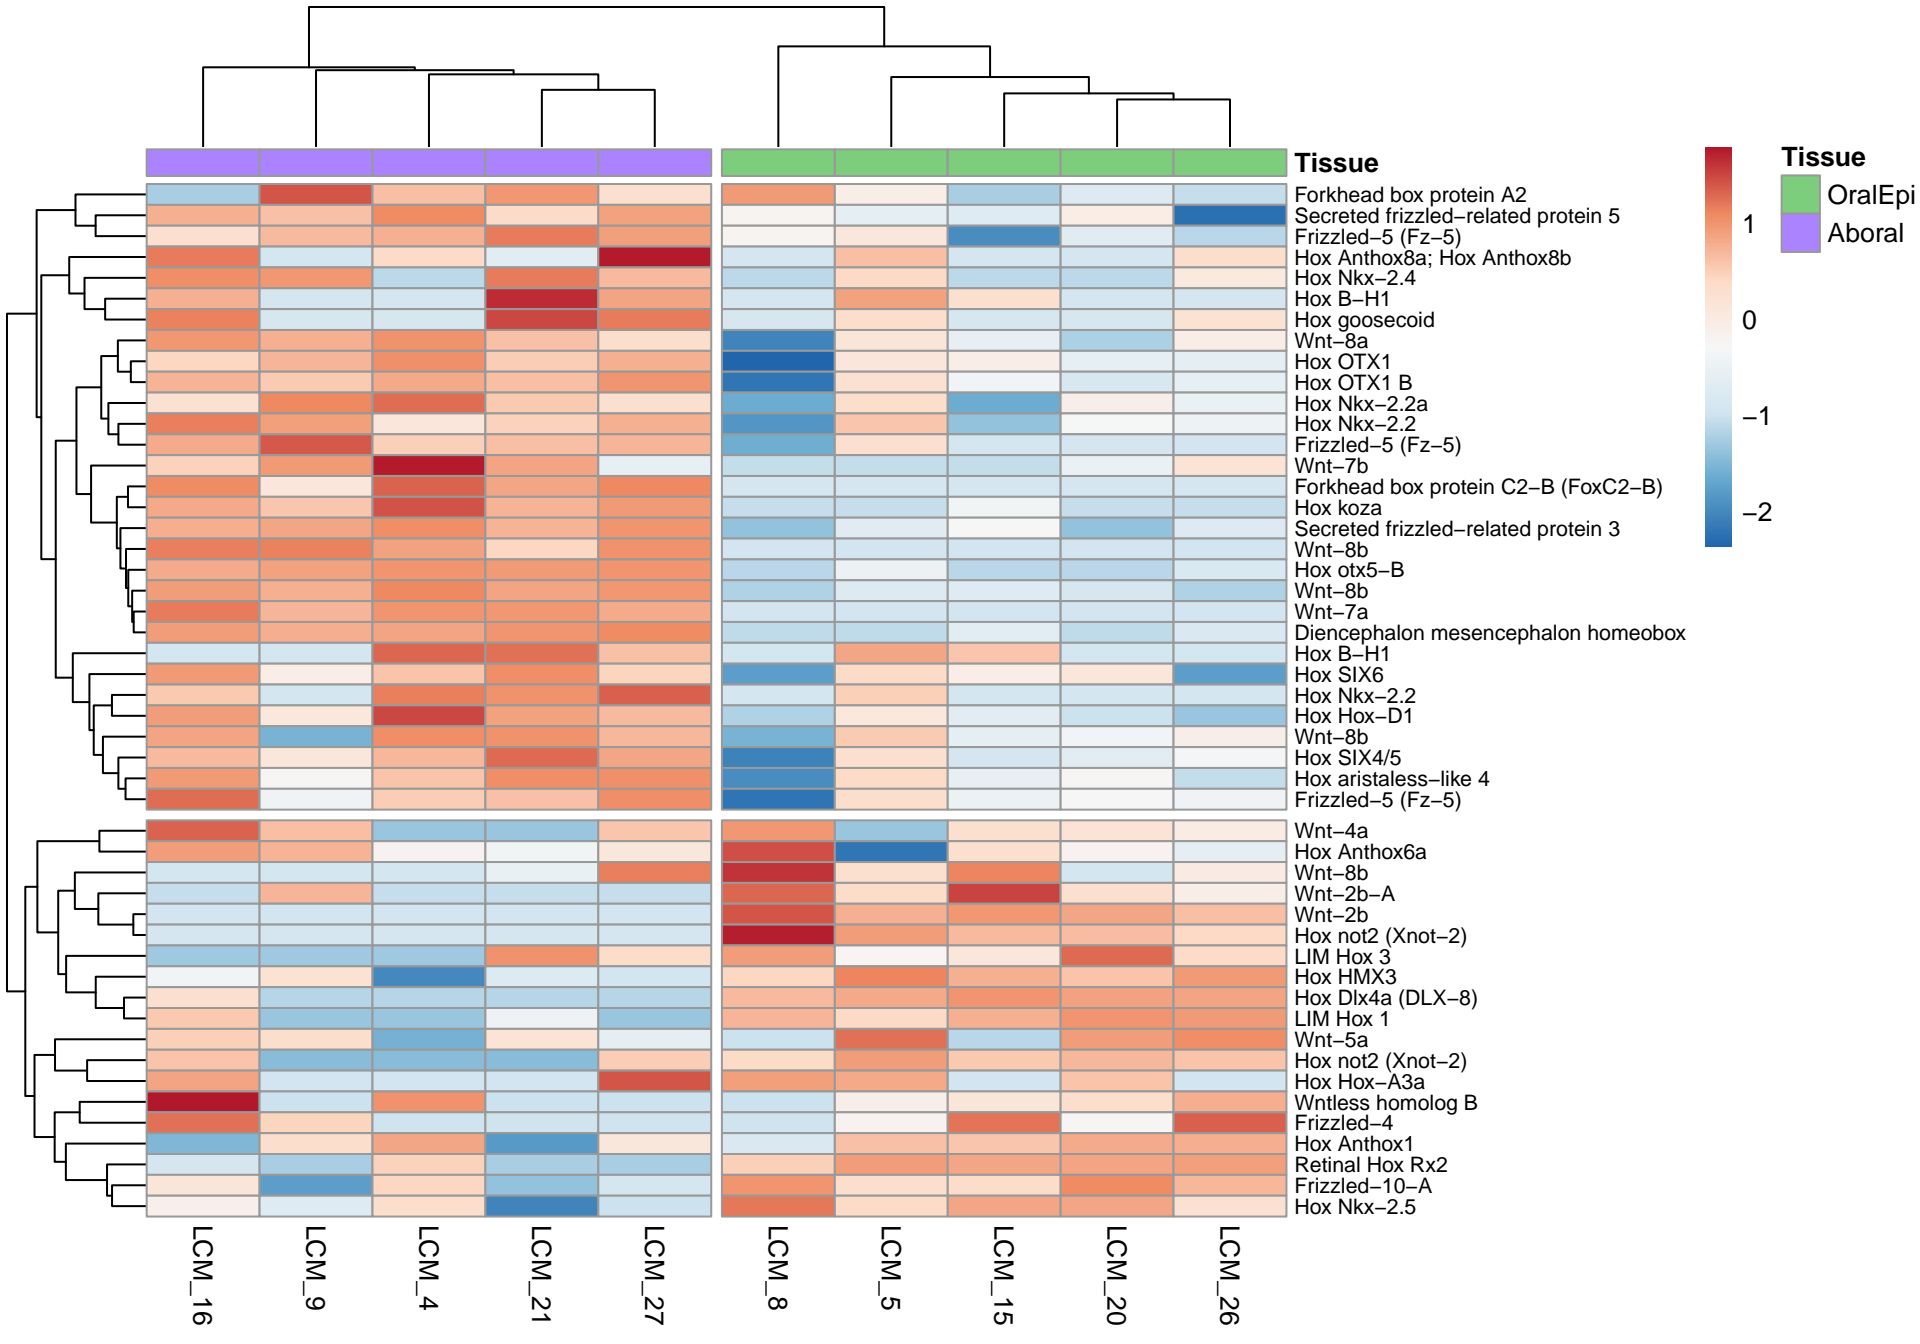 Tissue
Forkhead box protein A2
Secreted frizzled−related protein 5
Frizzled−5 (Fz−5)
Hox Anthox8a; Hox Anthox8b
Hox Nkx−2.4
Hox B−H1
Hox goosecoid
Wnt−8a
Hox OTX1
Hox OTX1 B
Hox Nkx−2.2a
Hox Nkx−2.2
Frizzled−5 (Fz−5)
Wnt−7b
Forkhead box protein C2−B (FoxC2−B)
Hox koza
Secreted frizzled−related protein 3
Wnt−8b
Hox otx5−B
Wnt−8b
Wnt−7a
Diencephalon mesencephalon homeobox
Hox B−H1
Hox SIX6
Hox Nkx−2.2
Hox Hox−D1
Wnt−8b
Hox SIX4/5
Hox aristaless−like 4
Frizzled−5 (Fz−5)
Wnt−4a
Hox Anthox6a
Wnt−8b
Wnt−2b−A
Wnt−2b
Hox not2 (Xnot−2)
LIM Hox 3
Hox HMX3
Hox Dlx4a (DLX−8)
LIM Hox 1
Wnt−5a
Hox not2 (Xnot−2)
Hox Hox−A3a
Wntless homolog B
Frizzled−4
Hox Anthox1
Retinal Hox Rx2
Frizzled−10−A
Hox Nkx−2.5
LCM_16
LCM_9
LCM_4
LCM_21
LCM_27
LCM_8
LCM_5
LCM_15
LCM_20
LCM_26
1
0
−1
−2
Tissue
OralEpi
Aboral